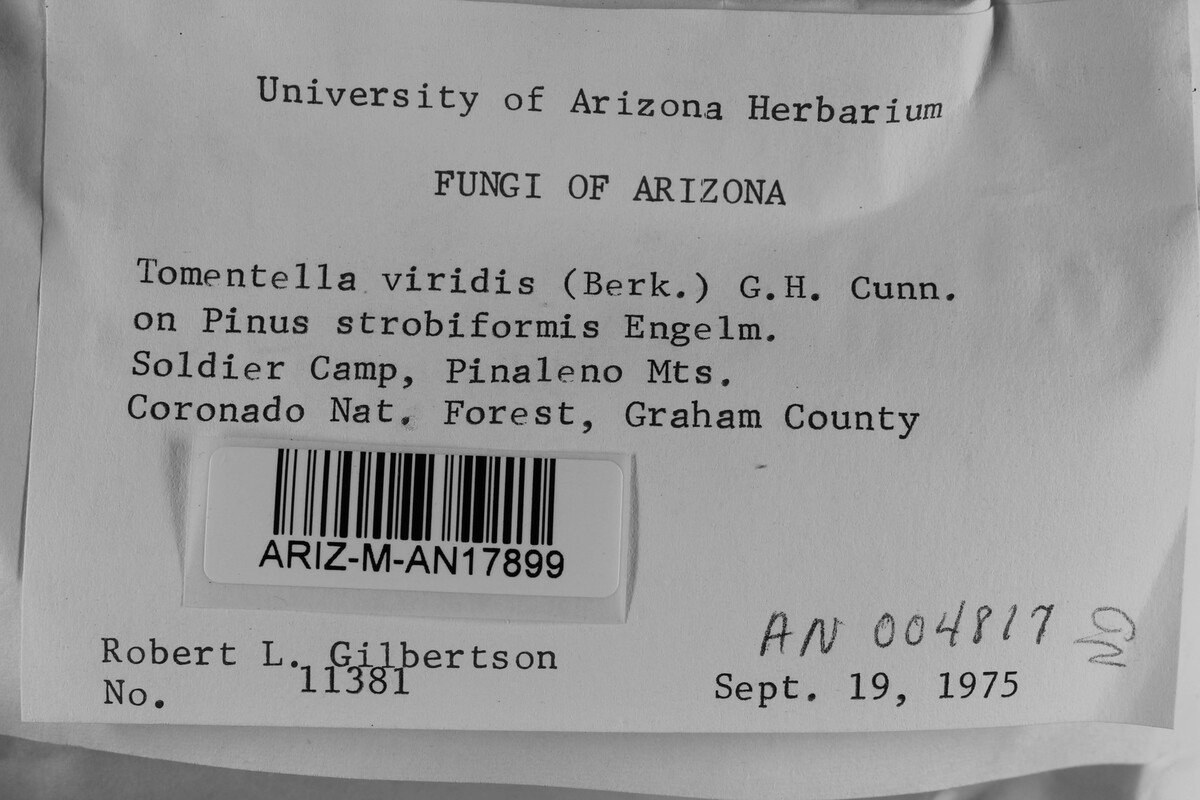 University of Arizona Herbarium
FUNGI OF ARIZONA
Tomentella viridis (Berk.) G.H. Cunn.
on Pinus strobiformis Engelm.
Soldier Camp, Pinaleno Mts.
Coronado Nat. Forest, Graham County
ARIZ-M-AN17899
AN 004817
Robert L. Gilbertson
No. 11381
Sept. 19, 1975